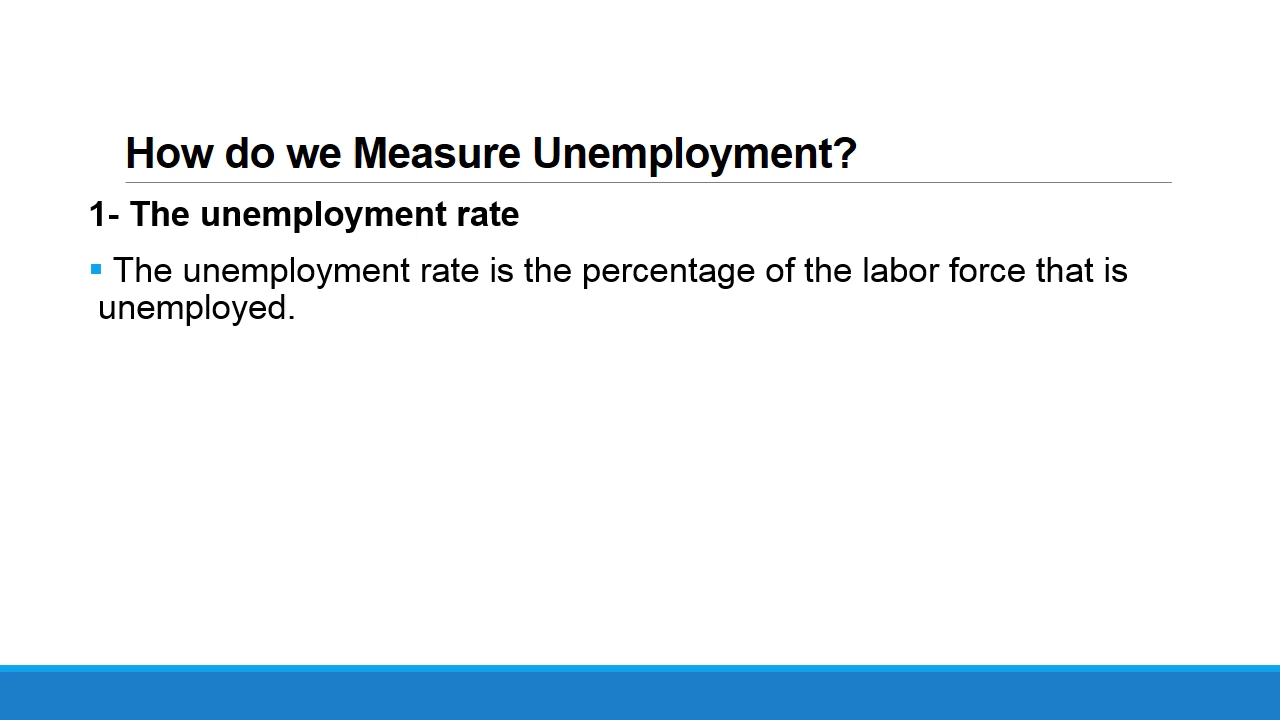 How do we Measure Unemployment?
1- The unemployment rate
▪ The unemployment rate is the percentage of the labor force that is
unemployed.